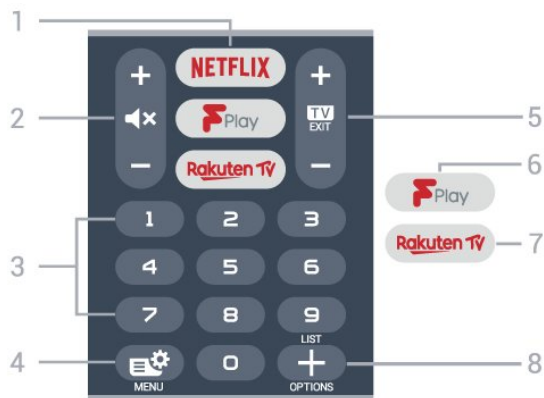 1
NETFLIX
+
+
2
F Play
TV
EXIT
5
6
−
−
Rakuten TV
F Play
1
2
3
Rakuten TV
7
3
4
5
6
7
8
9
LIST
4
0
+
8
MENU
OPTIONS